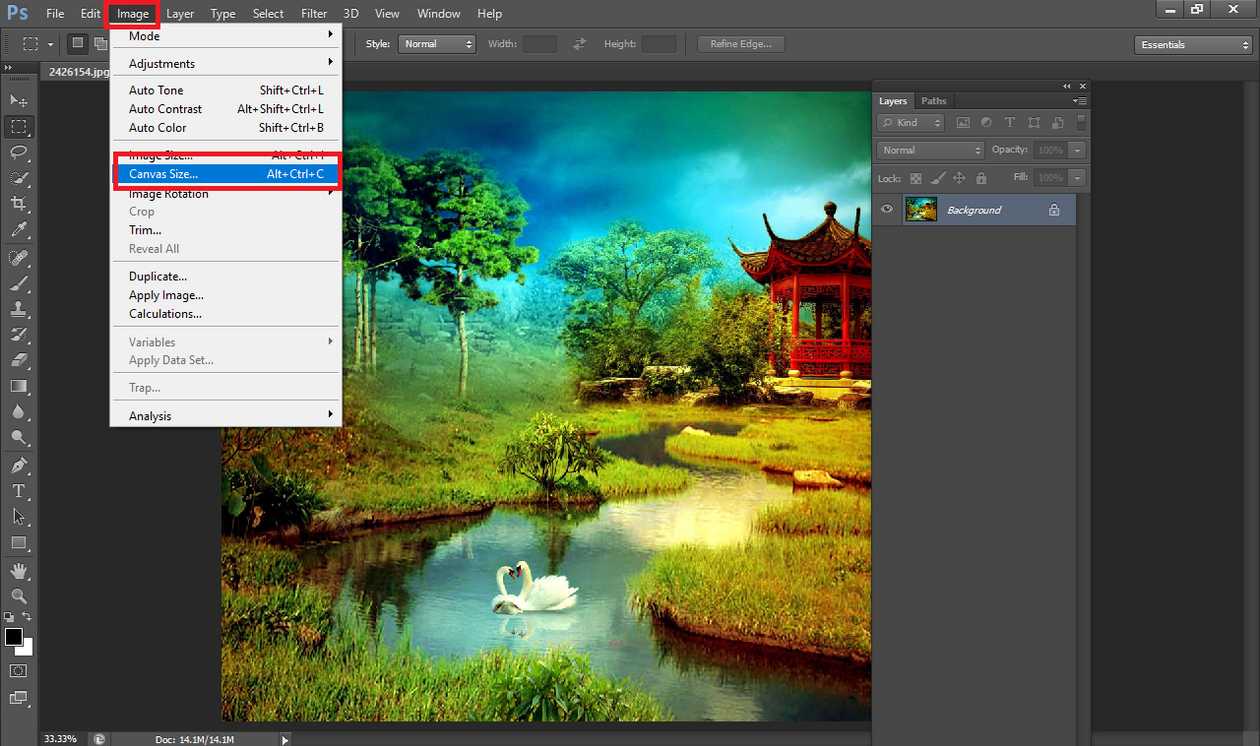 Ps File Edit Image Layer Type Select Filter 3D View Window Help
Style: Normal Width: Height: Refine Edge... Essentials
2426154.jpg
Mode
Adjustments
Auto Tone Shift+Ctrl+L
Auto Contrast Alt+Shift+Ctrl+L
Auto Color Shift+Ctrl+B
Image Size... Alt+Ctrl+I
Canvas Size... Alt+Ctrl+C
Image Rotation
Crop
Trim...
Reveal All
Duplicate...
Apply Image...
Calculations...
Variables
Apply Data Set...
Trap...
Analysis
Layers Paths
Kind
Normal Opacity: 100%
Lock: Fill: 100%
Background
33.33% Doc: 14.1M/14.1M